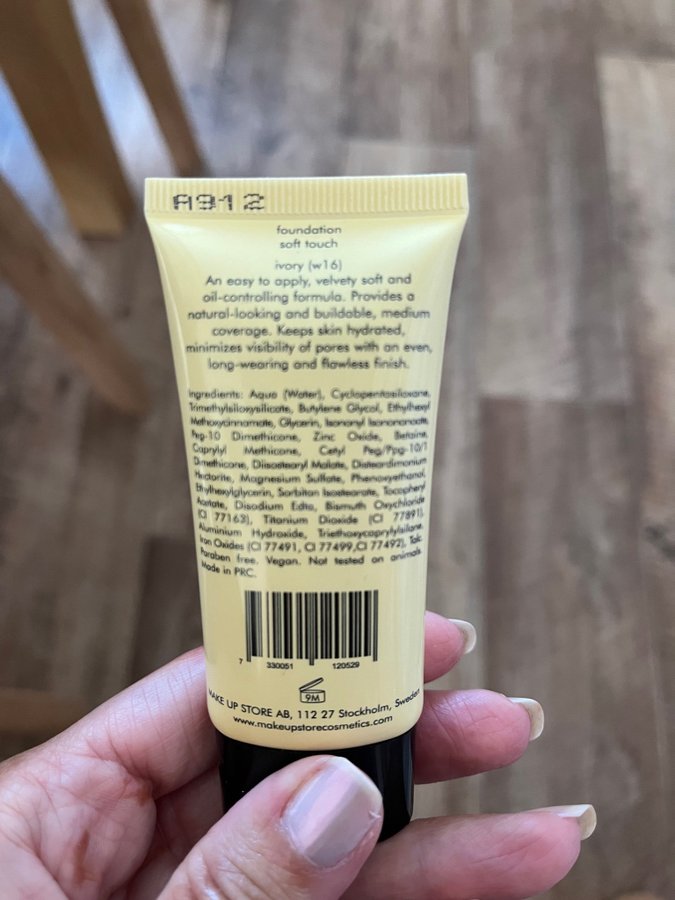 A912
foundation
soft touch
ivory (w16)
An easy to apply, velvety soft and
oil-controlling formula. Provides a
natural-looking and buildable, medium
coverage. Keeps skin hydrated,
minimizes visibility of pores with an even,
long-wearing and flawless finish.
Ingredients: Aqua (Water), Cyclopentasiloxane,
Trimethylsiloxysilicate, Butylene Glycol, Ethylhexyl
Methoxycinnamate, Glycerin, Isononyl Isononanoate,
Peg-10 Dimethicone, Zinc Oxide, Betaine,
Caprylyl Methicone, Cetyl Peg/Ppg-10/1
Dimethicone, Diisostearyl Malate, Disteardimonium
Hectorite, Magnesium Sulfate, Phenoxyethanol,
Ethylhexylglycerin, Sorbitan Isostearate, Tocopheryl
Acetate, Disodium Edta, Bismuth Oxychloride
(CI 77163), Titanium Dioxide (CI 77891),
Aluminium Hydroxide, Triethoxycaprylylsilane,
Iron Oxides (CI 77491, CI 77499,CI 77492), Talc.
Paraben free. Vegan. Not tested on animals.
Made in PRC.
7 330051 120529
9M
MAKE UP STORE AB, 112 27 Stockholm, Sweden
www.makeupstorecosmetics.com